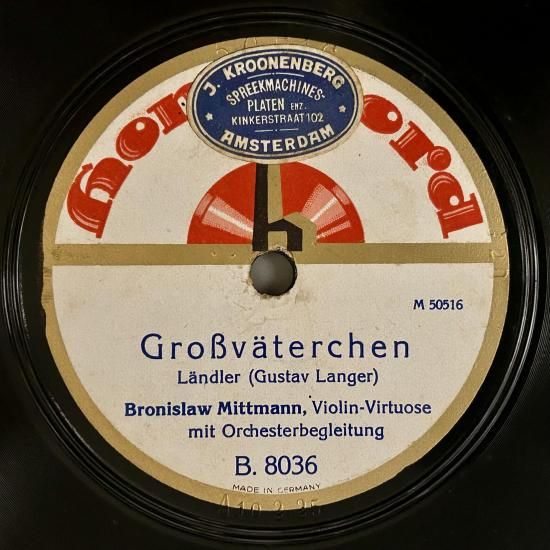 J. KROONENBERG
SPREEKMACHINES-
PLATEN ENZ.
KINKERSTRAAT 102
AMSTERDAM
h
M 50516
Großväterchen
Ländler (Gustav Langer)
Bronislaw Mittmann, Violin-Virtuose
mit Orchesterbegleitung
B. 8036
MADE IN GERMANY